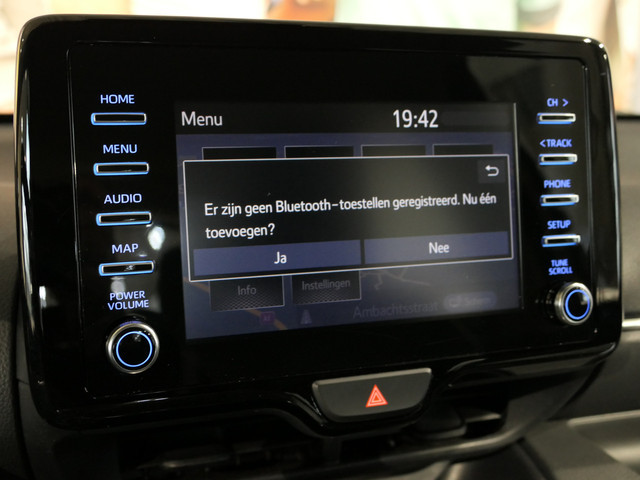 HOME
MENU
AUDIO
MAP
POWER
VOLUME
Menu
19:42
Er zijn geen Bluetooth-toestellen geregistreerd. Nu één
toevoegen?
Ja
Nee
Info
Instellingen
Ambachtsstraat
CH >
<TRACK
PHONE
SETUP
TUNE
SCROLL